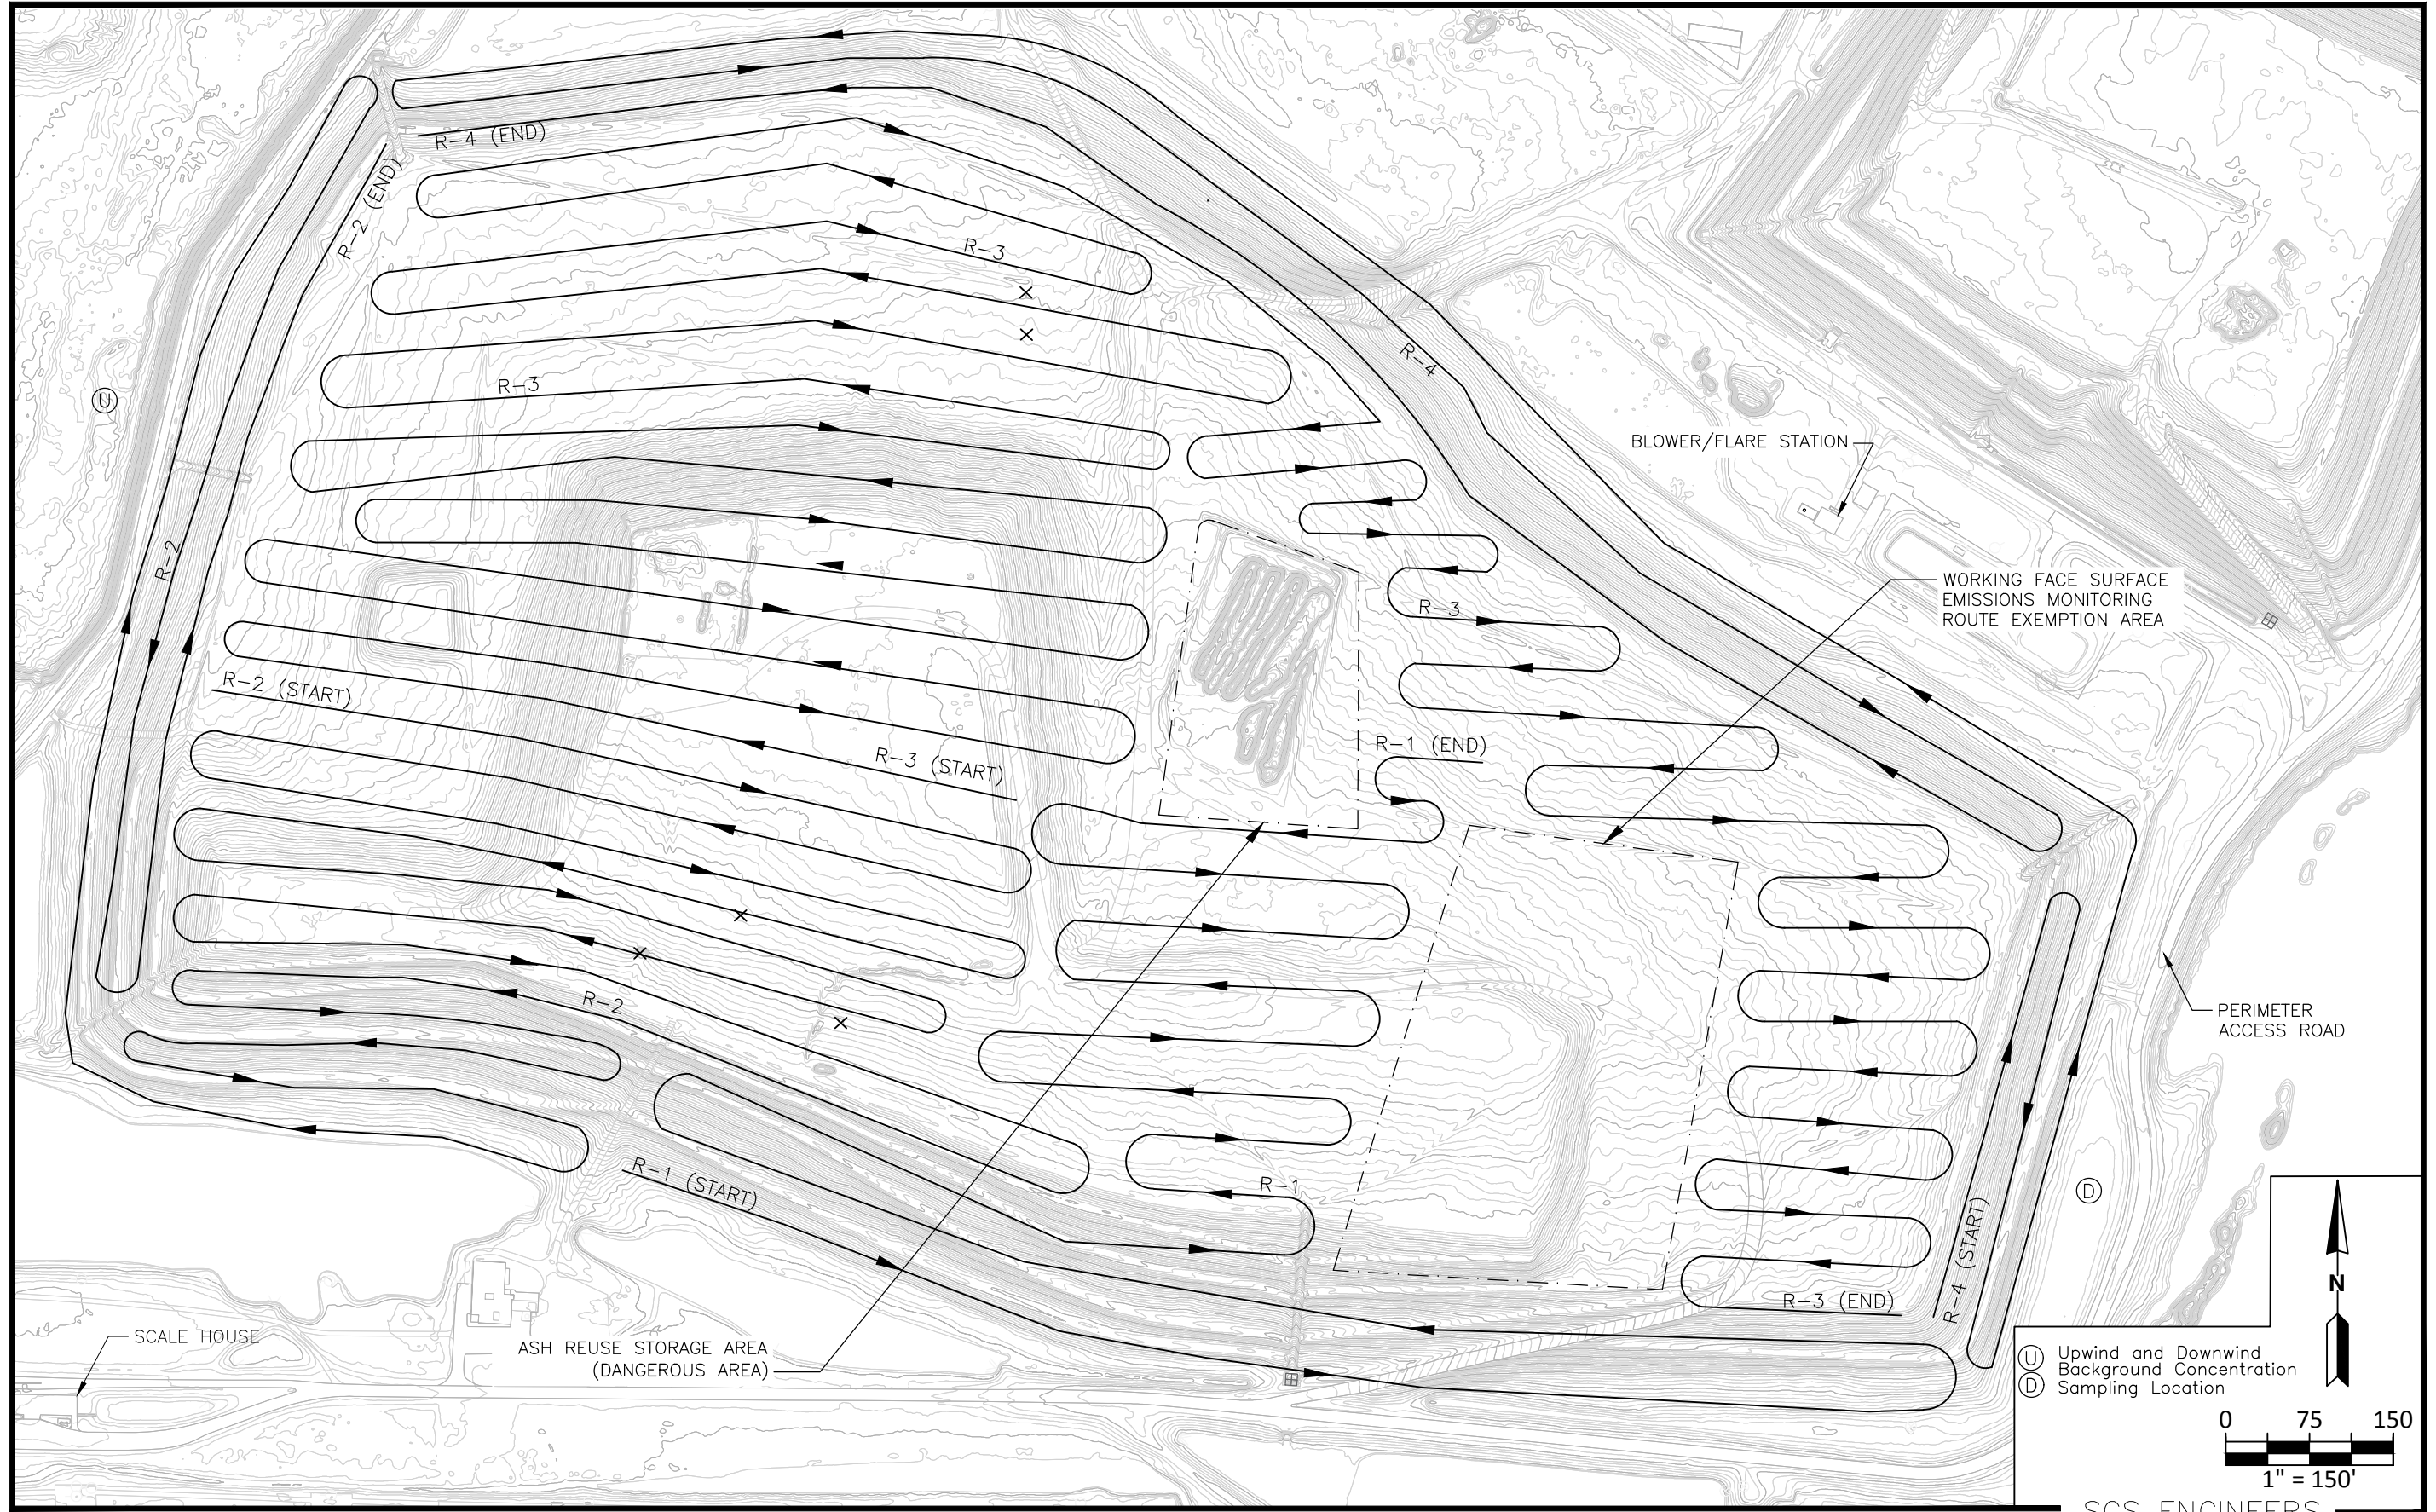 R-4 (END)
R-2 (END)
R-3
R-4
R-3
U
BLOWER/FLARE STATION
R-2
WORKING FACE SURFACE
EMISSIONS MONITORING
ROUTE EXEMPTION AREA
R-3
R-2 (START)
R-1 (END)
R-3 (START)
R-2
PERIMETER
ACCESS ROAD
R-1 (START)
R-1
D
R-4 (START)
R-3 (END)
N
SCALE HOUSE
ASH REUSE STORAGE AREA
(DANGEROUS AREA)
U Upwind and Downwind
Background Concentration
D Sampling Location
0 75 150
1" = 150'
SCS ENGINEERS